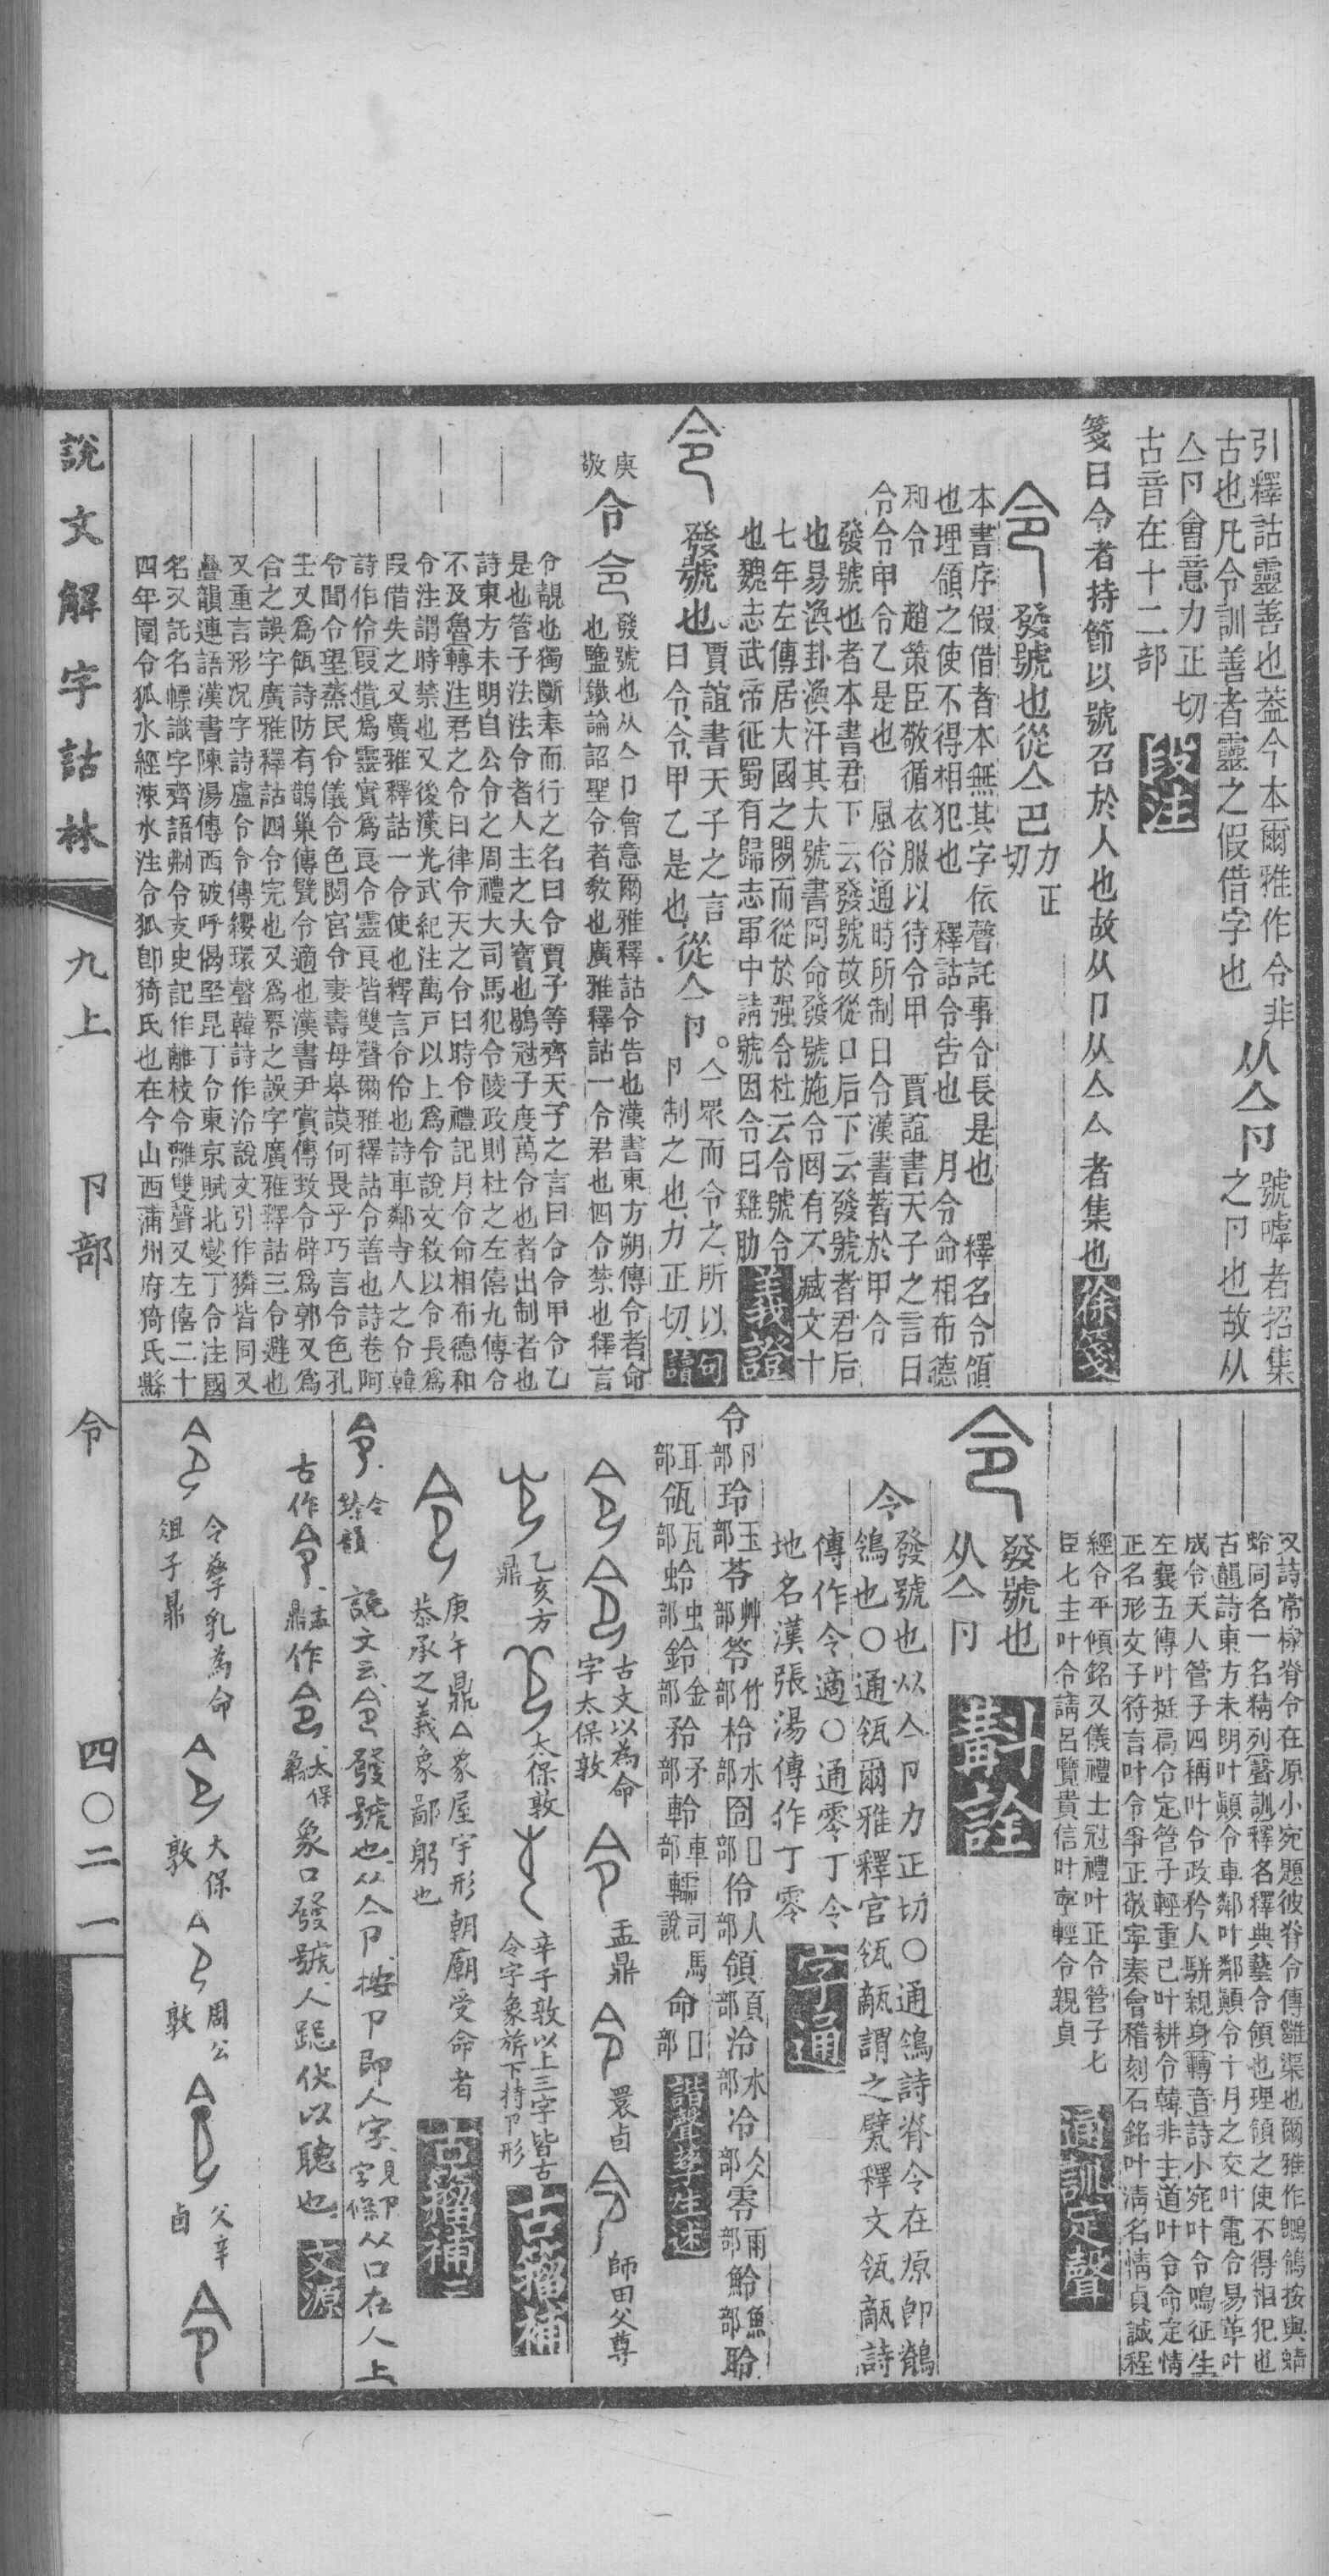 引釋詁靈善也葢今本爾雅作令非
古也凡令訓善者靈之假借字也
从亼卪
號嘑者招集
之卪也故从
亼卪會意力正切
古音在十二部
段注
箋曰令者持節以號召於人也故从卪从亼亼者集也
徐箋
令 發號也從亼卪
力正
切
本書序假借者本無其字依聲託事令長是也 釋名令領
也理領之使不得相犯也 釋詁令告也 月令命相布德
和令 趙策臣敬循衣服以待令甲 賈誼書天子之言曰
令令甲令乙是也 風俗通時所制曰令漢書著於甲令
發號也者本書君下云發號故從口后下云發號者君后
也易渙卦渙汗其大號書冏命發號施令罔有不臧文十
七年左傳居大國之閒而從於强令杜云令號令
也魏志武帝征蜀有歸志軍中請號因令曰雞肋
義證
令 發號也
賈誼書天子之言
曰令令甲乙是也
從亼卪
亼眾而令之所以
卪制之也力正切
句讀
庚
敬
令 令
發號也从亼卪會意爾雅釋詁令告也漢書東方朔傳令者命
也鹽鐵論詔聖令者敎也廣雅釋詁一令君也四令禁也釋言
令靚也獨斷奉而行之名曰令賈子等齊天子之言曰令令甲令乙
是也管子法法令者人主之大寶也鶡冠子度萬令也者出制者也
詩東方未明自公令之周禮大司馬犯令陵政則杜之左僖九傳令
不及魯轉注君之令曰律令天之令曰時令禮記月令命相布德和
令注謂時禁也又後漢光武紀注萬戸以上爲令說文敘以令長爲
叚借失之又廣雅釋詁一令使也釋言令伶也詩車鄰寺人之令韓
詩作伶叚借爲靈實爲良令靈良皆雙聲爾雅釋詁令善也詩卷阿
令聞令望烝民令儀令色閟宮令妻壽母皋謨何畏乎巧言令色孔
壬又爲瓴詩防有鵲巢傳甓令適也漢書尹賞傳致令辟爲郭又爲
合之誤字廣雅釋詁四令完也又爲
之誤字廣雅釋詁三令避也
又重言形况字詩盧令令傳纓環聲韓詩作泠說文引作獜皆同又
疊韻連語漢書陳湯傳西破呼偈堅昆丁令東京賦北爕丁令注國
名又託名幖識字齊語刜令支史記作離枝令離雙聲又左僖二十
四年圍令狐水經涑水注令狐卽猗氏也在今山西蒲州府猗氏縣
又詩常棣脊令在原小宛題彼脊令傳雝渠也爾雅作鶺鴒按與蜻
蛉同名一名精列聲訓釋名釋典藝令領也理領之使不得相犯也
古韻詩東方未明叶顚令車鄰叶鄰顚令十月之交叶電令易革叶
成令天人管子四稱叶令政矜人駢親身轉音詩小宛叶令鳴征生
左襄五傳叶挺扃令定管子輕重己叶耕令韓非主道叶令命定情
正名形文子符言叶令爭正敬寧秦會稽刻石銘叶淸名情貞誠程
經令平傾銘又儀禮士冠禮叶正令管子七
臣七主叶令請呂覽貴信叶寧輕令親貞
通訓定聲
令
發號也
从亼卪
斠詮
令
發號也从亼卪力正切〇通鴒詩脊令在原卽鶺
鴒也〇通瓴爾雅釋官瓴甋謂之甓釋文瓴甋詩
傳作令適〇通零丁令
地名漢張湯傳作丁零
字通
令卪部玲玉部苓艸部笭竹部柃木部囹囗部伶人部領頁部泠水部冷仌部零雨部魿魚部聆
耳部瓴瓦部蛉虫部鈴金部矜矛部軨車部
司馬說命口部
諧聲孳生述
古文以為命
字太保敦
盂鼎
睘卣
師田父尊
乙亥方
鼎
太保敦
辛子敦以上三字皆古
令字象旂下持卪形
古籀補
庚午鼎亼象屋宇形朝廟受命者
恭承之義象鄙躬也
古籀補二
令
臻韻
說文云令發號也从亼卪按卪即人字
見卪
字條
从口在人上
古作
盂
鼎
作
太保
彝
象口發號人跽伏以聽也
文源
令孳乳為命
俎子鼎
大保
敦
周公
敦
父辛
卣
說文解字詁林
九上
卪部
令
四〇二一